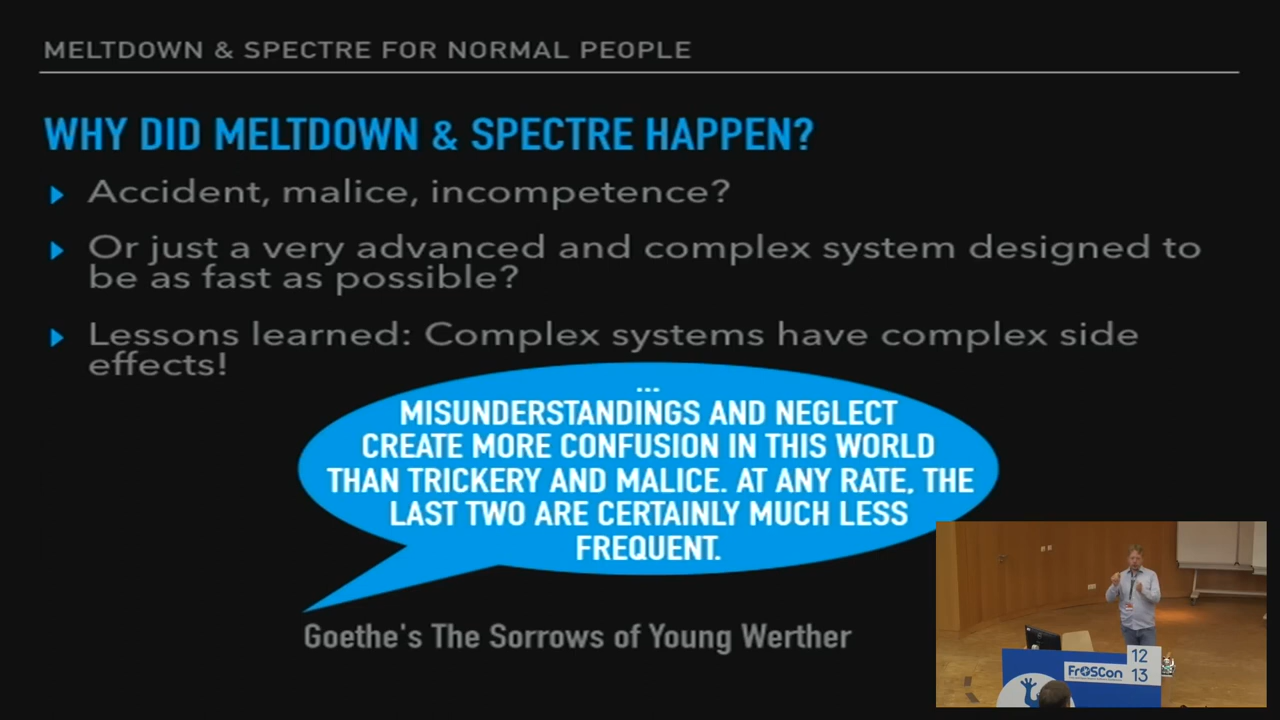 MELTDOWN & SPECTRE FOR NORMAL PEOPLE
WHY DID MELTDOWN & SPECTRE HAPPEN?
Accident, malice, incompetence?
Or just a very advanced and complex system designed to
be as fast as possible?
Lessons learned: Complex systems have complex side
effects!
...
MISUNDERSTANDINGS AND NEGLECT
CREATE MORE CONFUSION IN THIS WORLD
THAN TRICKERY AND MALICE. AT ANY RATE, THE
LAST TWO ARE CERTAINLY MUCH LESS
FREQUENT.
Goethe's The Sorrows of Young Werther
FrOSCon
12
13